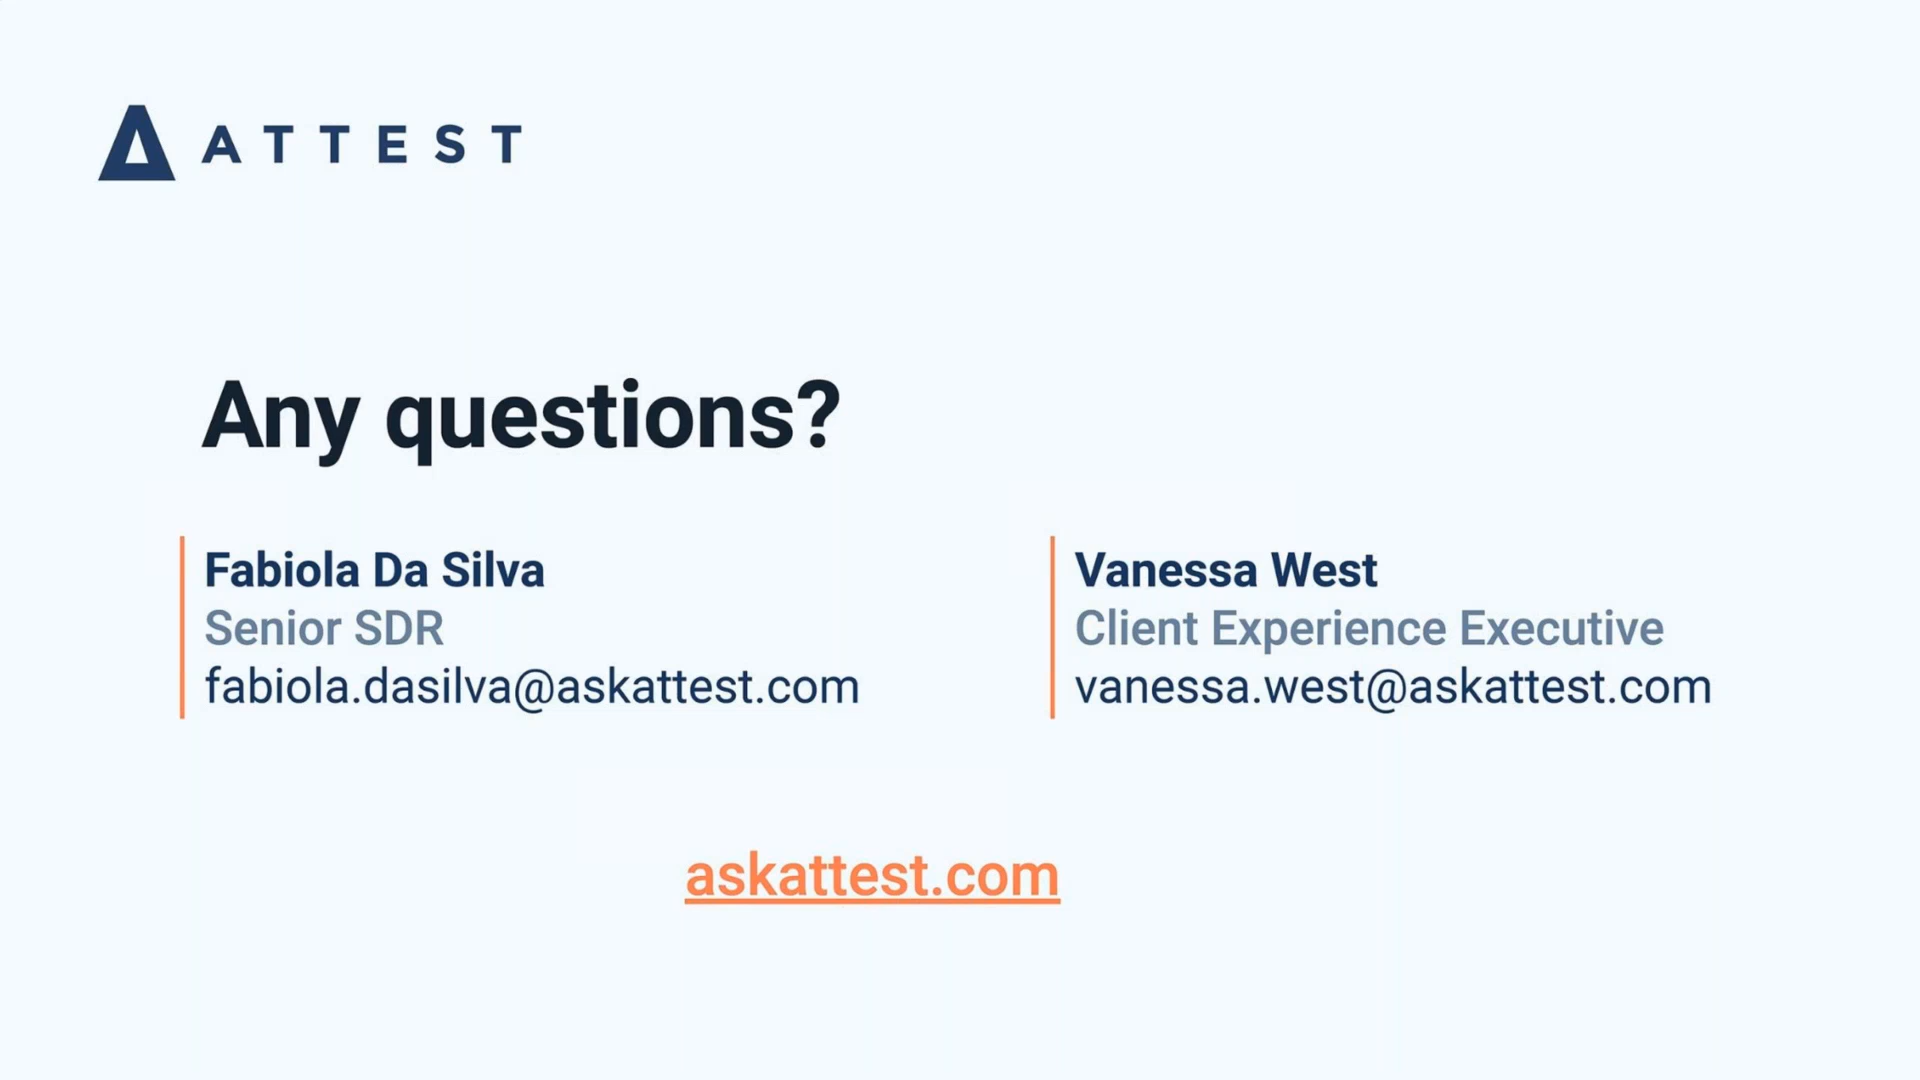 ATTEST
Any questions?
Fabiola Da Silva
Senior SDR
fabiola.dasilva@askattest.com
Vanessa West
Client Experience Executive
vanessa.west@askattest.com
askattest.com